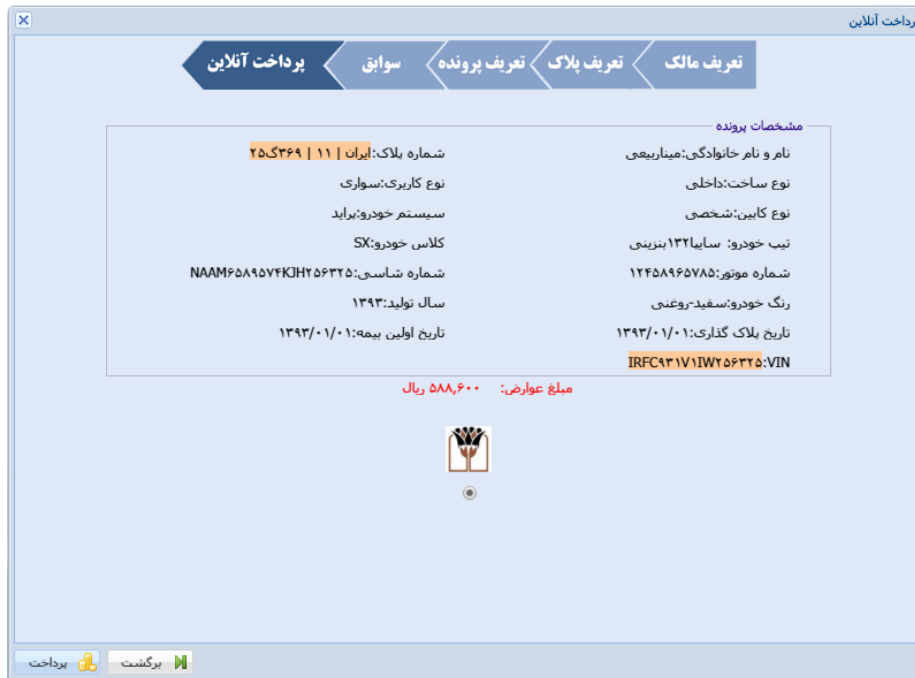 پرداخت آنلاین
تعریف مالک
تعریف پلاک
تعریف پرونده
سوابق
پرداخت آنلاین
مشخصات پرونده
نام و نام خانوادگی:میناربیعی
شماره پلاک:ایران | ۱۱ | ۳۶۹گ۲۵
نوع ساخت:داخلی
نوع کاربری:سواری
نوع کابین:شخصی
سیستم خودرو:پراید
تیپ خودرو: سایپا۱۳۲بنزینی
کلاس خودرو:SX
شماره موتور:۱۲۴۵۸۹۶۵۷۸۵
شماره شاسی:NAAM۶۵۸۹۵۷۴KJH۲۵۶۳۲۵
رنگ خودرو:سفید-روغنی
سال تولید:۱۳۹۳
تاریخ پلاک گذاری:۱۳۹۳/۰۱/۰۱
تاریخ اولین بیمه:۱۳۹۳/۰۱/۰۱
VIN:IRFC۹۳۱V۱IW۲۵۶۳۲۵
مبلغ عوارض: ۵۸۸,۶۰۰ ریال
برگشت
پرداخت